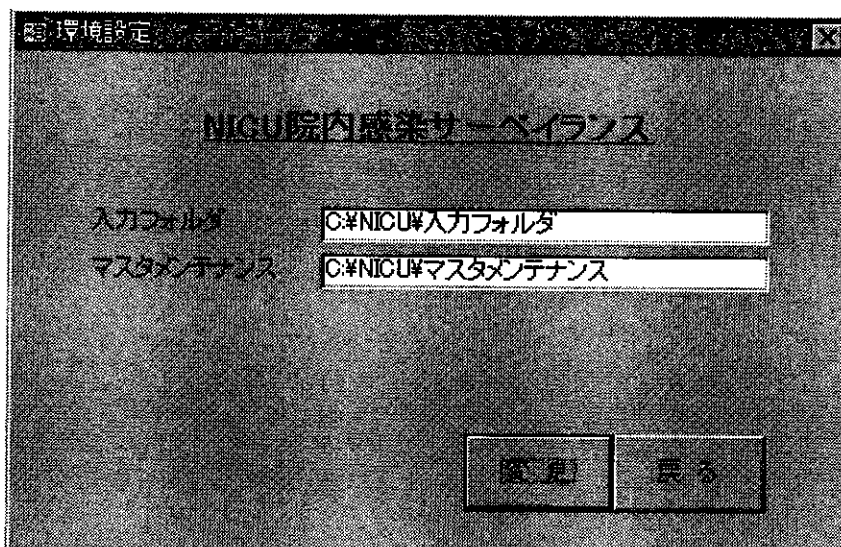 環境設定
NICU院内感染サーベイランス
入力フォルダ C:¥NICU¥入力フォルダ
マスタメンテナンス C:¥NICU¥マスタメンテナンス
変更 戻る